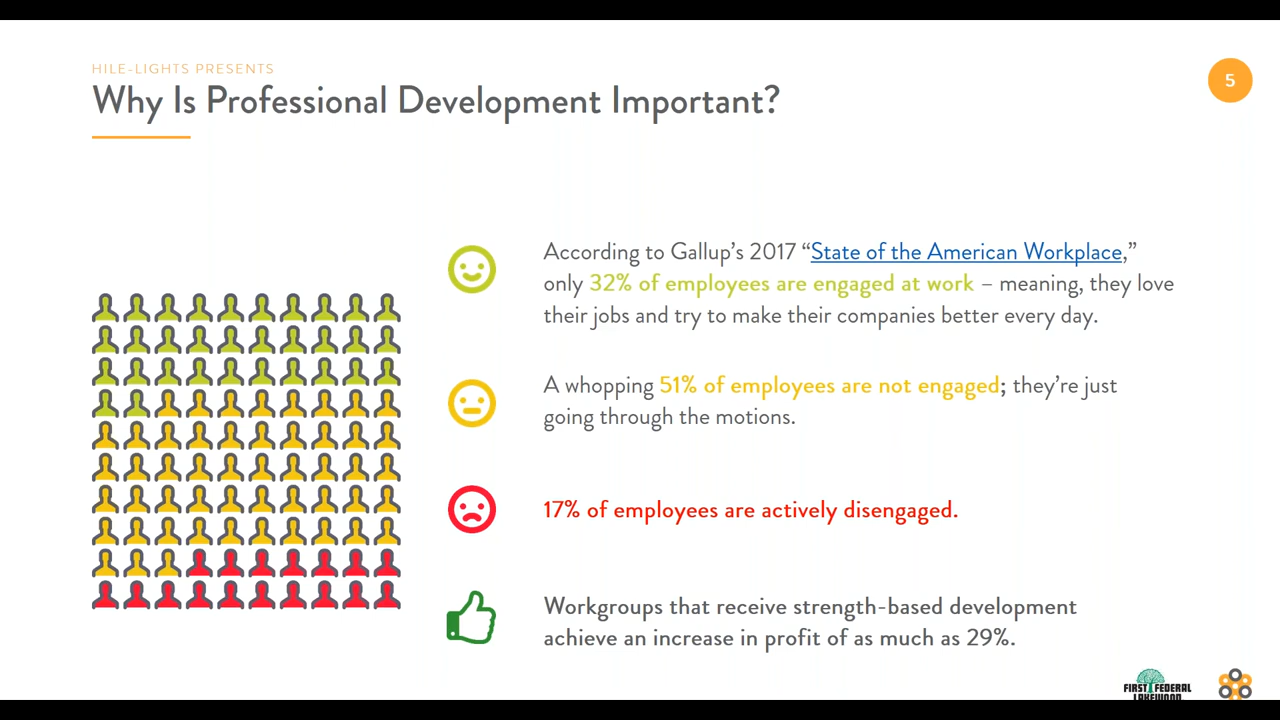 HILE-LIGHTS PRESENTS
Why Is Professional Development Important?
5
According to Gallup's 2017 “State of the American Workplace,”
only 32% of employees are engaged at work – meaning, they love
their jobs and try to make their companies better every day.
A whopping 51% of employees are not engaged; they're just
going through the motions.
17% of employees are actively disengaged.
Workgroups that receive strength-based development
achieve an increase in profit of as much as 29%.
FIRST FEDERAL
LAKEWOOD